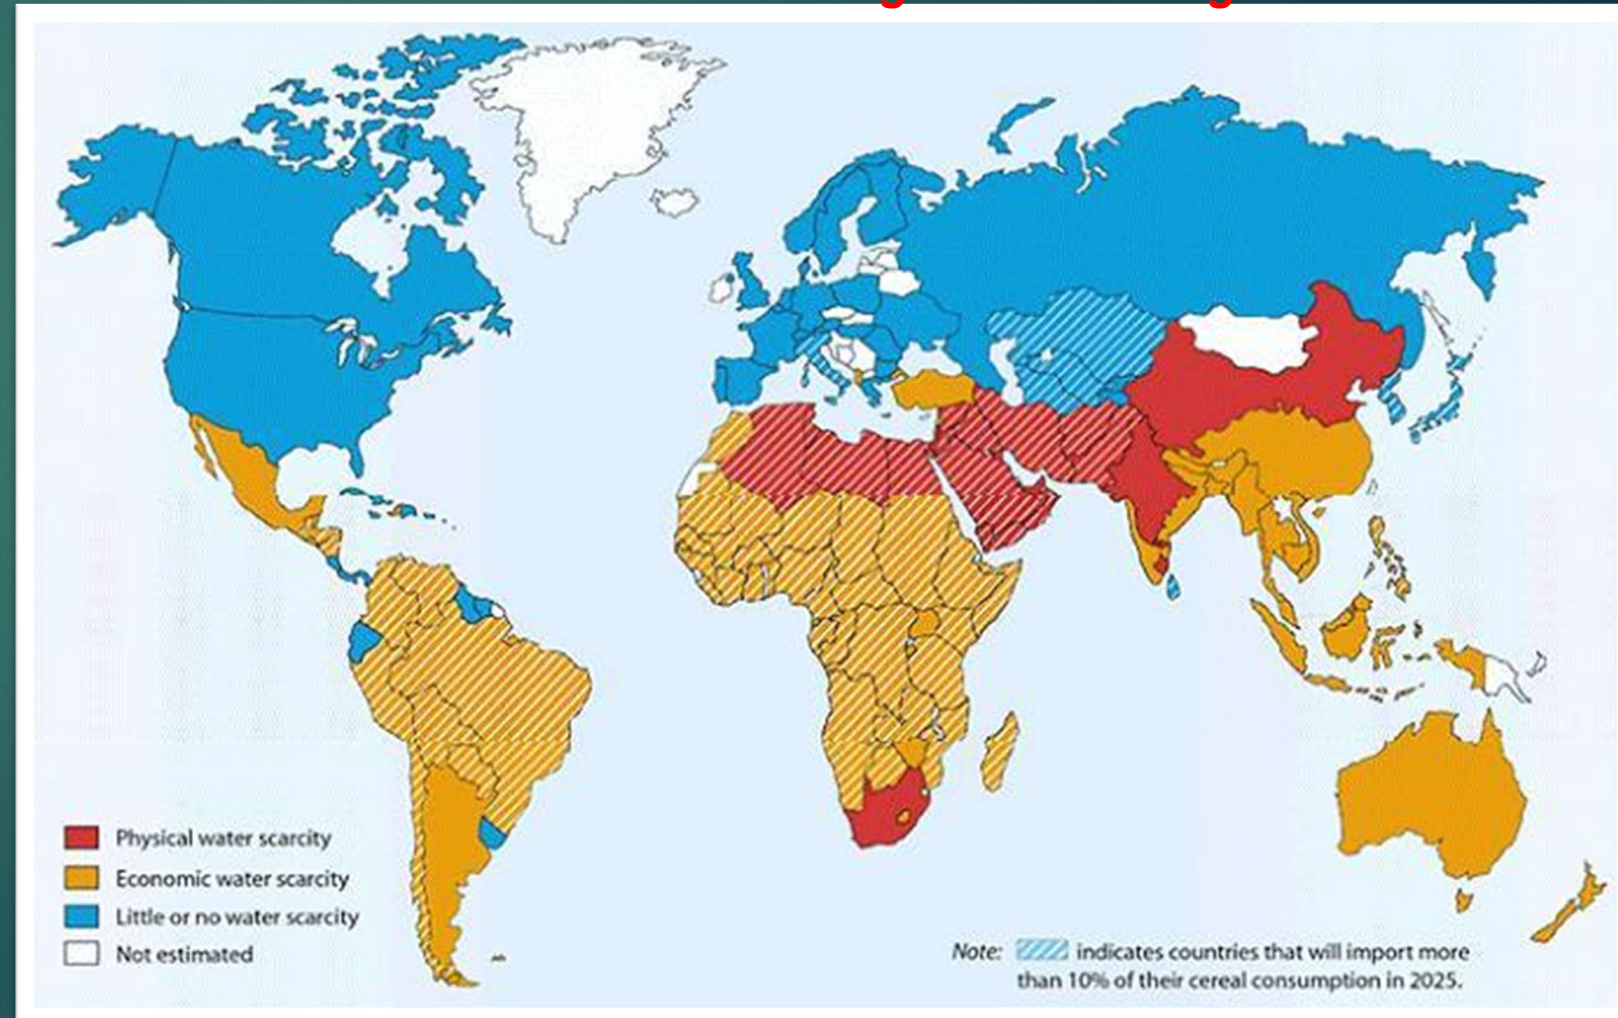 Physical water scarcity
Economic water scarcity
Little or no water scarcity
Not estimated
Note: indicates countries that will import more
than 10% of their cereal consumption in 2025.